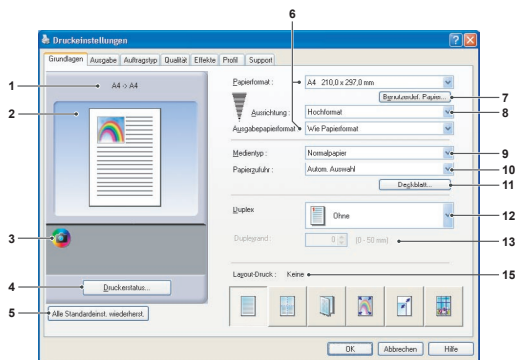 6
Druckeinstellungen
Grundlagen Ausgabe Auftragstyp Qualität Effekte Profil Support
1 A4 -> A4
Papierformat : A4 210,0 x 297,0 mm
2
Benutzerdef. Papier... 7
Ausrichtung : Hochformat 8
Ausgabepapierformat : Wie Papierformat
Medientyp : Normalpapier 9
Papierzufuhr : Autom. Auswahl 10
Deckblatt... 11
Duplex Ohne 12
3
Duplexrand : 0 (0 - 50 mm) 13
Layout-Druck : Keine 15
4 Druckerstatus...
5 Alle Standardeinst. wiederherst.
OK Abbrechen Hilfe